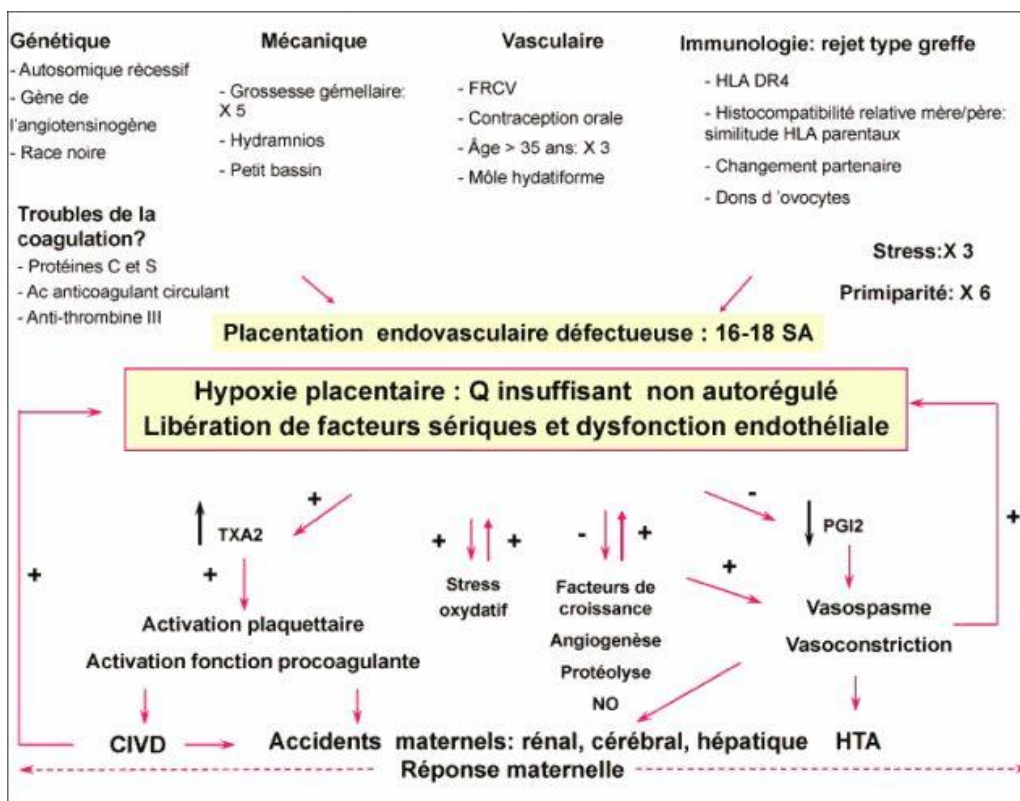 Génétique
- Autosomique rècessif
- Gène de
l'angiotensinogène
- Race noire
Mécanique
- Grossesse gémellaire:
X 5
- Hydramnios
- Petit bassin
Vasculaire
- FRCV
- Contraception orale
- Âge > 35 ans: X 3
- Môle hydatiforme
Immunologie: rejet type greffe
- HLA DR4
- Histocompatibilité relative mère/père:
similitude HLA parentaux
- Changement partenaire
- Dons d 'ovocytes
Troubles de la
coagulation?
- Protéines C et S
- Ac anticoagulant circulant
- Anti-thrombine III
Stress:X 3
Primiparité: X 6
Placentation endovasculaire défectueuse : 16-18 SA
Hypoxie placentaire : Q insuffisant non autorégulé
Libération de facteurs sériques et dysfonction endothéliale
+
-
TXA2
PGI2
+
+
-
+
+
+
+
+
Stress
oxydatif
Facteurs de
croissance
Angiogenèse
Protéolyse
NO
Vasospasme
Vasoconstriction
Activation plaquettaire
Activation fonction procoagulante
CIVD
Accidents maternels: rénal, cérébral, hépatique
HTA
Réponse maternelle